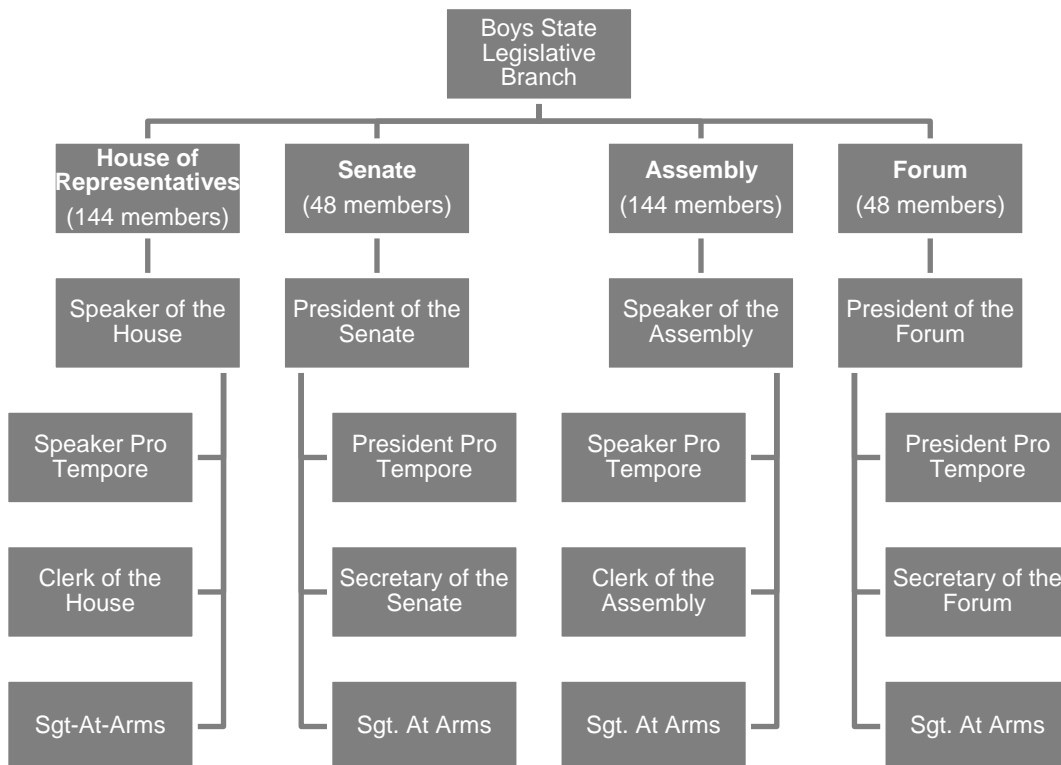 Boys State
Legislative
Branch
House of
Representatives
(144 members)
Senate
(48 members)
Assembly
(144 members)
Forum
(48 members)
Speaker of the
House
President of the
Senate
Speaker of the
Assembly
President of the
Forum
Speaker Pro
Tempore
President Pro
Tempore
Speaker Pro
Tempore
President Pro
Tempore
Clerk of the
House
Secretary of the
Senate
Clerk of the
Assembly
Secretary of the
Forum
Sgt-At-Arms
Sgt. At Arms
Sgt. At Arms
Sgt. At Arms